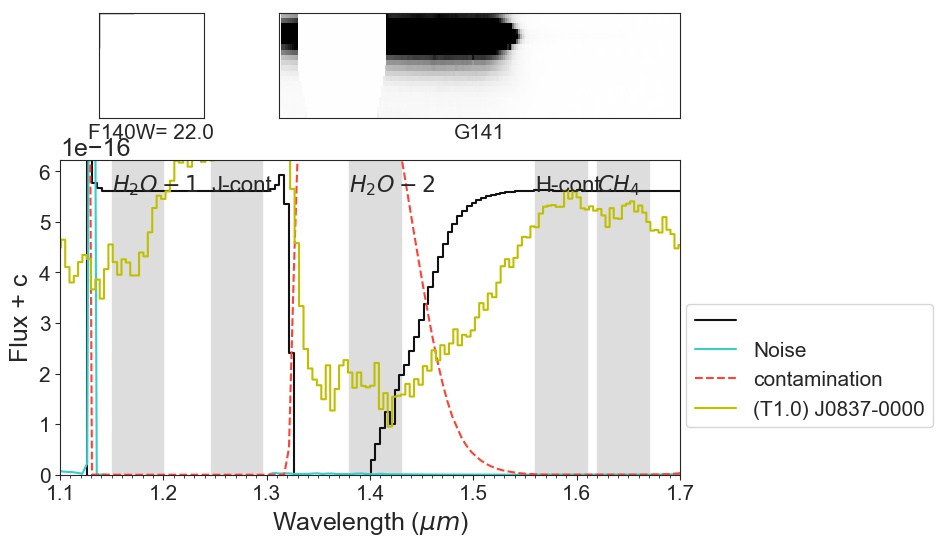 F140W= 22.0
G141
1e−16
H₂O − 1
J-cont
H₂O − 2
H-cont
CH₄
6
5
4
3
2
1
0
Flux + c
1.1
1.2
1.3
1.4
1.5
1.6
1.7
Wavelength (μm)
Noise
contamination
(T1.0) J0837-0000